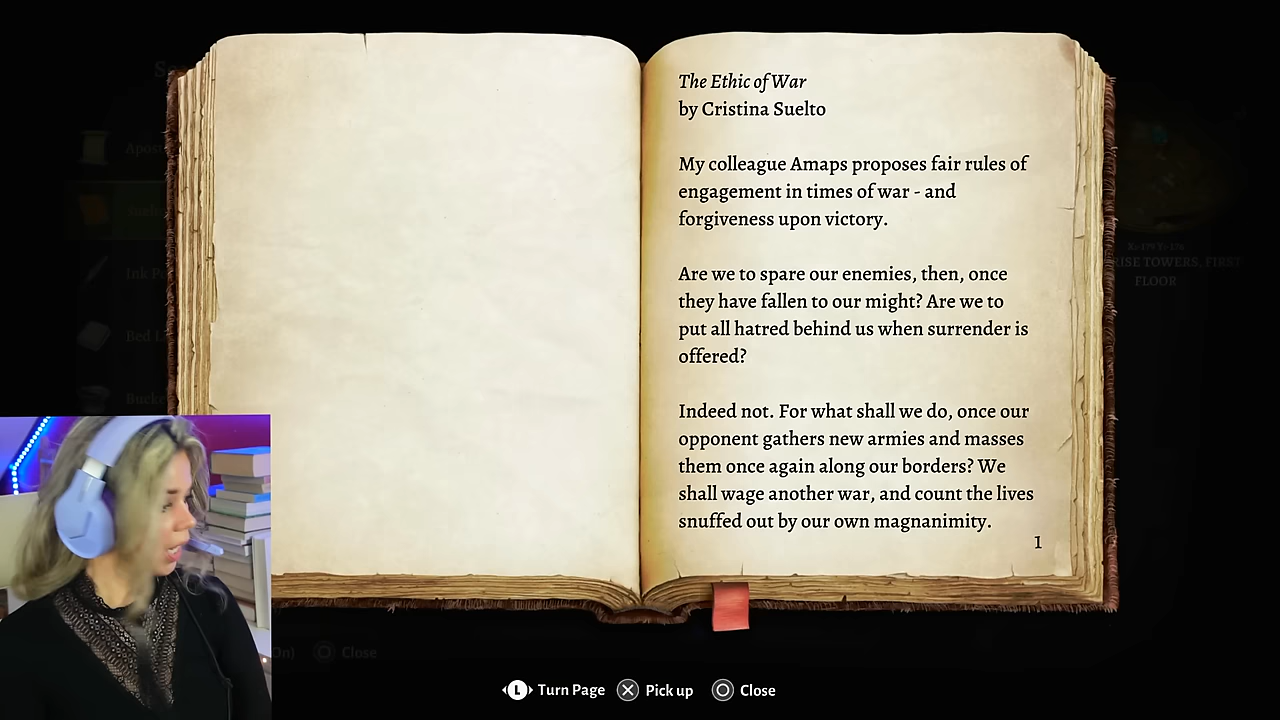 The Ethic of War
by Cristina Suelto
My colleague Amaps proposes fair rules of
engagement in times of war - and
forgiveness upon victory.
Are we to spare our enemies, then, once
they have fallen to our might? Are we to
put all hatred behind us when surrender is
offered?
Indeed not. For what shall we do, once our
opponent gathers new armies and masses
them once again along our borders? We
shall wage another war, and count the lives
snuffed out by our own magnanimity.
1
FLOOR
Close
L Turn Page Pick up Close